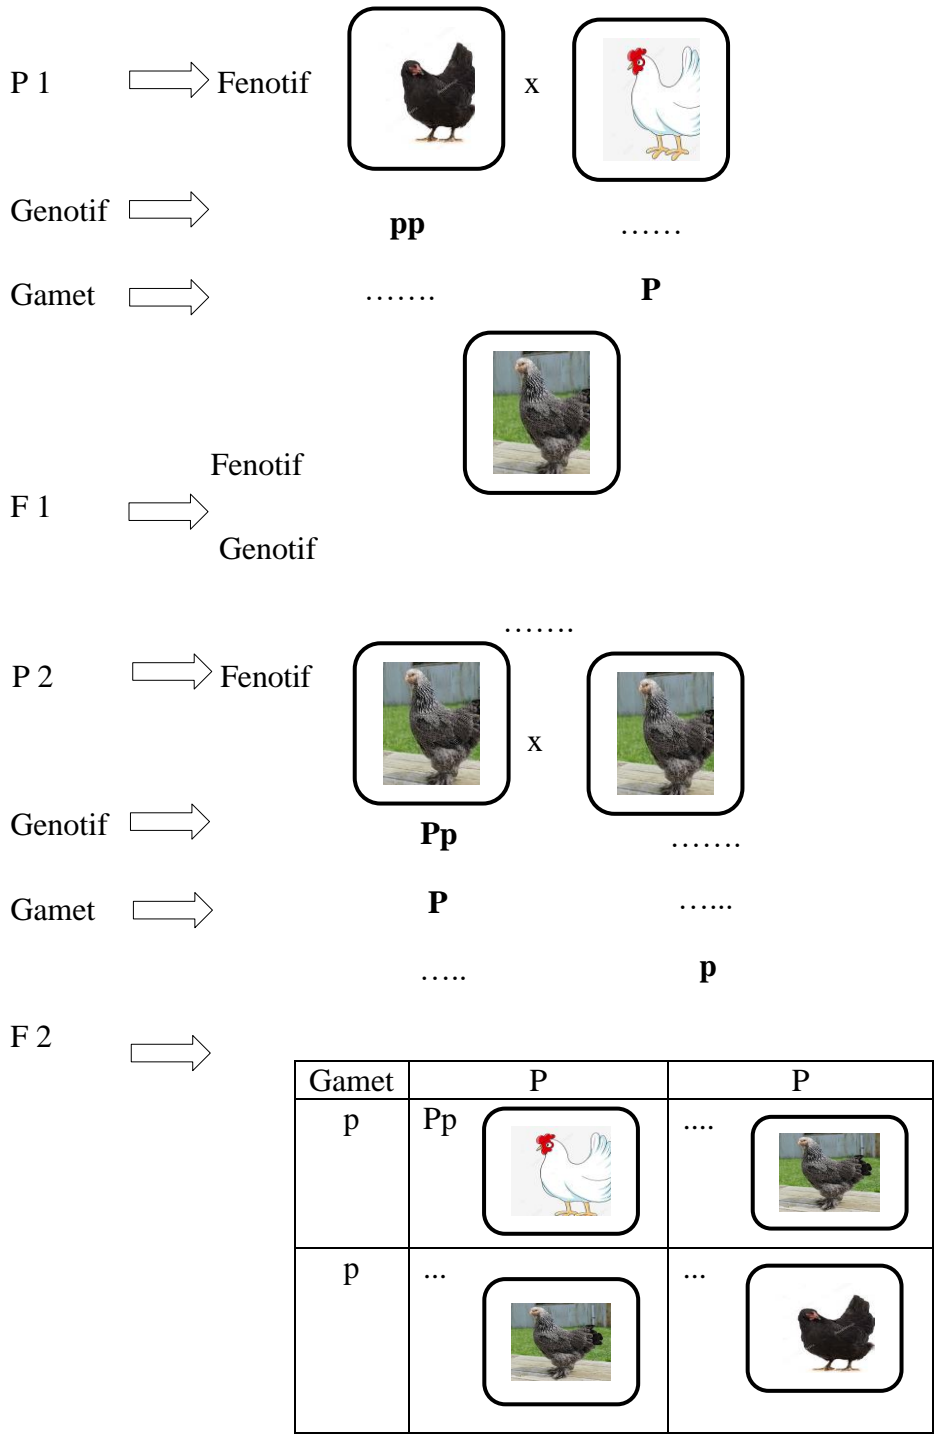 P 1 Fenotif x
Genotif pp ……
Gamet ……. P
Fenotif
F 1
Genotif
…….
P 2 Fenotif
x
Genotif Pp …….
Gamet P …...
….. p
F 2
Gamet P P
p Pp ....
p ... ...